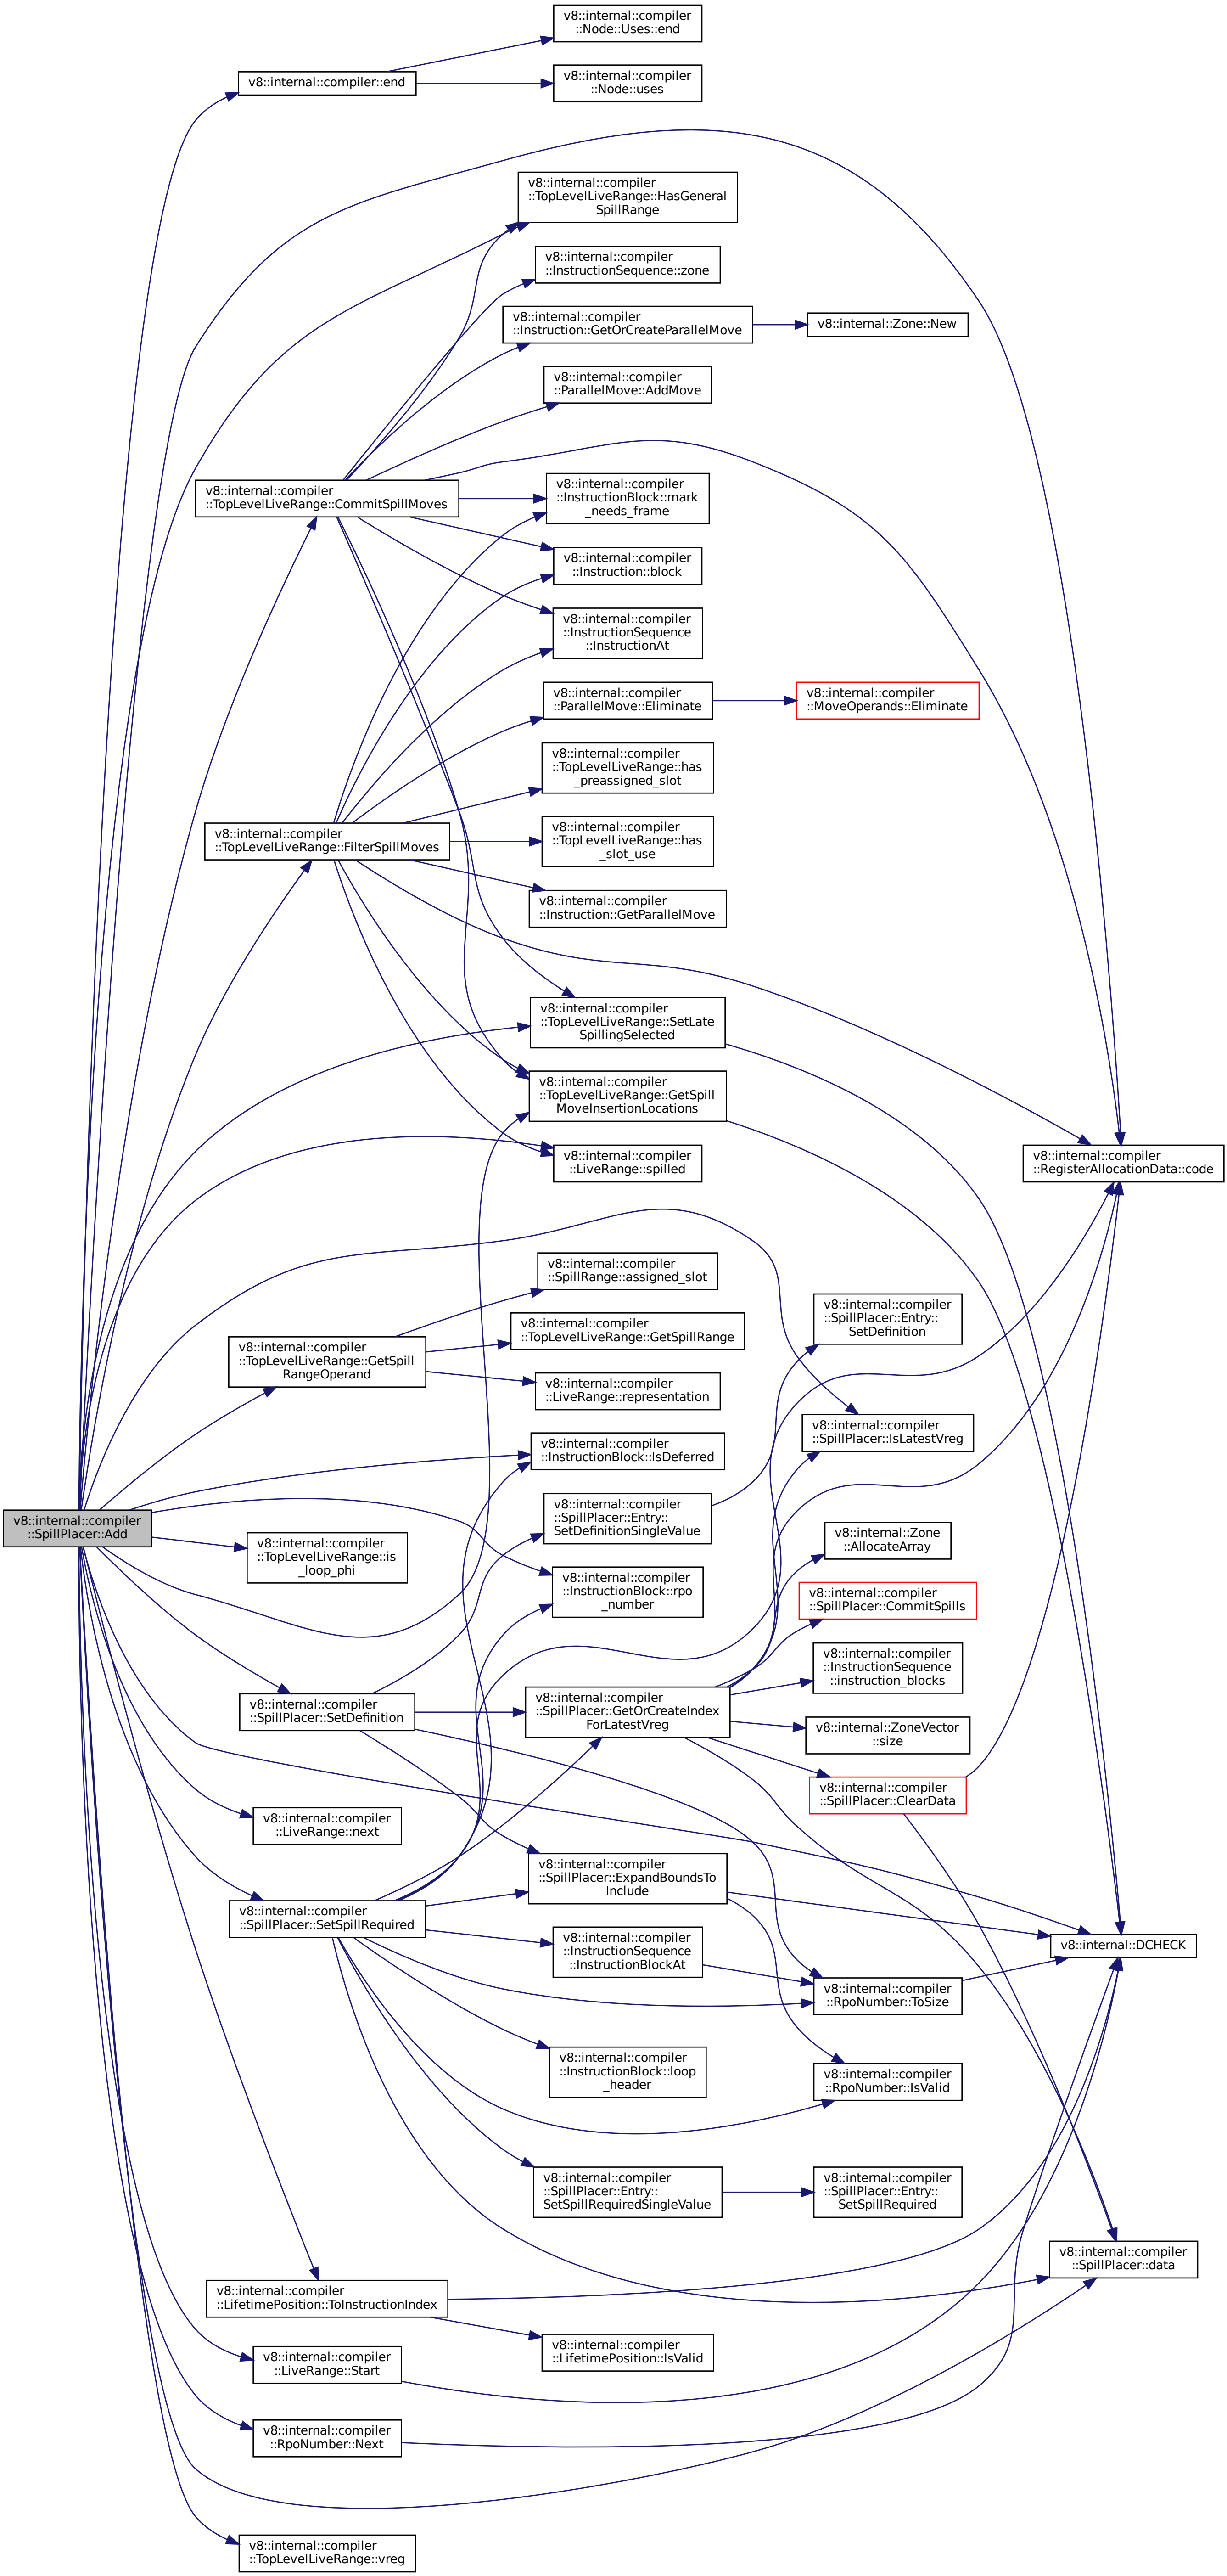 v8::internal::compiler
::Node::Uses::end
v8::internal::compiler::end
v8::internal::compiler
::Node::uses
v8::internal::compiler
::TopLevelLiveRange::HasGeneral
SpillRange
v8::internal::compiler
::InstructionSequence::zone
v8::internal::compiler
::Instruction::GetOrCreateParallelMove
v8::internal::Zone::New
v8::internal::compiler
::ParallelMove::AddMove
v8::internal::compiler
::TopLevelLiveRange::CommitSpillMoves
v8::internal::compiler
::InstructionBlock::mark
_needs_frame
v8::internal::compiler
::Instruction::block
v8::internal::compiler
::InstructionSequence
::InstructionAt
v8::internal::compiler
::ParallelMove::Eliminate
v8::internal::compiler
::MoveOperands::Eliminate
v8::internal::compiler
::TopLevelLiveRange::has
_preassigned_slot
v8::internal::compiler
::TopLevelLiveRange::FilterSpillMoves
v8::internal::compiler
::TopLevelLiveRange::has
_slot_use
v8::internal::compiler
::Instruction::GetParallelMove
v8::internal::compiler
::TopLevelLiveRange::SetLate
SpillingSelected
v8::internal::compiler
::TopLevelLiveRange::GetSpill
MoveInsertionLocations
v8::internal::compiler
::LiveRange::spilled
v8::internal::compiler
::RegisterAllocationData::code
v8::internal::compiler
::SpillRange::assigned_slot
v8::internal::compiler
::SpillPlacer::Entry::
SetDefinition
v8::internal::compiler
::TopLevelLiveRange::GetSpillRange
v8::internal::compiler
::TopLevelLiveRange::GetSpill
RangeOperand
v8::internal::compiler
::LiveRange::representation
v8::internal::compiler
::SpillPlacer::IsLatestVreg
v8::internal::compiler
::InstructionBlock::IsDeferred
v8::internal::compiler
::SpillPlacer::Entry::
SetDefinitionSingleValue
v8::internal::compiler
::SpillPlacer::Add
v8::internal::compiler
::TopLevelLiveRange::is
_loop_phi
v8::internal::Zone
::AllocateArray
v8::internal::compiler
::InstructionBlock::rpo
_number
v8::internal::compiler
::SpillPlacer::CommitSpills
v8::internal::compiler
::InstructionSequence
::instruction_blocks
v8::internal::compiler
::SpillPlacer::SetDefinition
v8::internal::compiler
::SpillPlacer::GetOrCreateIndex
ForLatestVreg
v8::internal::ZoneVector
::size
v8::internal::compiler
::SpillPlacer::ClearData
v8::internal::compiler
::LiveRange::next
v8::internal::compiler
::SpillPlacer::ExpandBoundsTo
Include
v8::internal::compiler
::SpillPlacer::SetSpillRequired
v8::internal::compiler
::InstructionSequence
::InstructionBlockAt
v8::internal::DCHECK
v8::internal::compiler
::RpoNumber::ToSize
v8::internal::compiler
::InstructionBlock::loop
_header
v8::internal::compiler
::RpoNumber::IsValid
v8::internal::compiler
::SpillPlacer::Entry::
SetSpillRequiredSingleValue
v8::internal::compiler
::SpillPlacer::Entry::
SetSpillRequired
v8::internal::compiler
::SpillPlacer::data
v8::internal::compiler
::LifetimePosition::ToInstructionIndex
v8::internal::compiler
::LifetimePosition::IsValid
v8::internal::compiler
::LiveRange::Start
v8::internal::compiler
::RpoNumber::Next
v8::internal::compiler
::TopLevelLiveRange::vreg